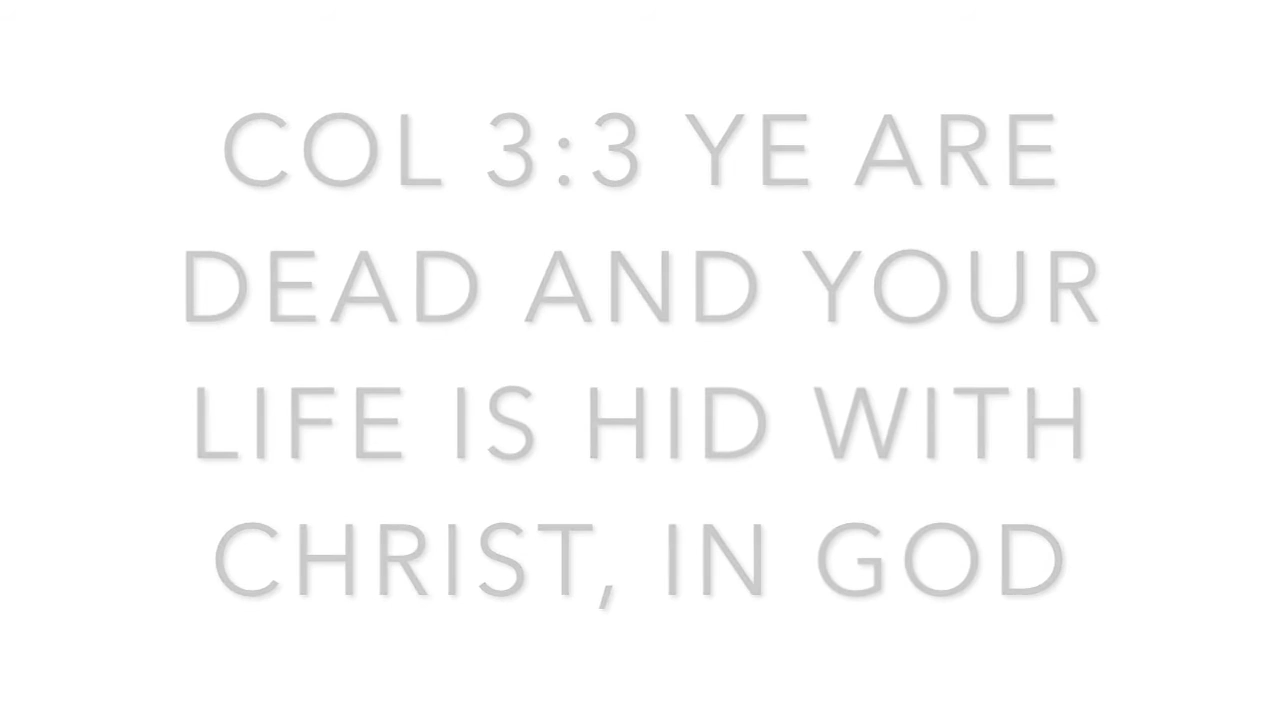 COL 3:3 YE ARE
DEAD AND YOUR
LIFE IS HID WITH
CHRIST, IN GOD